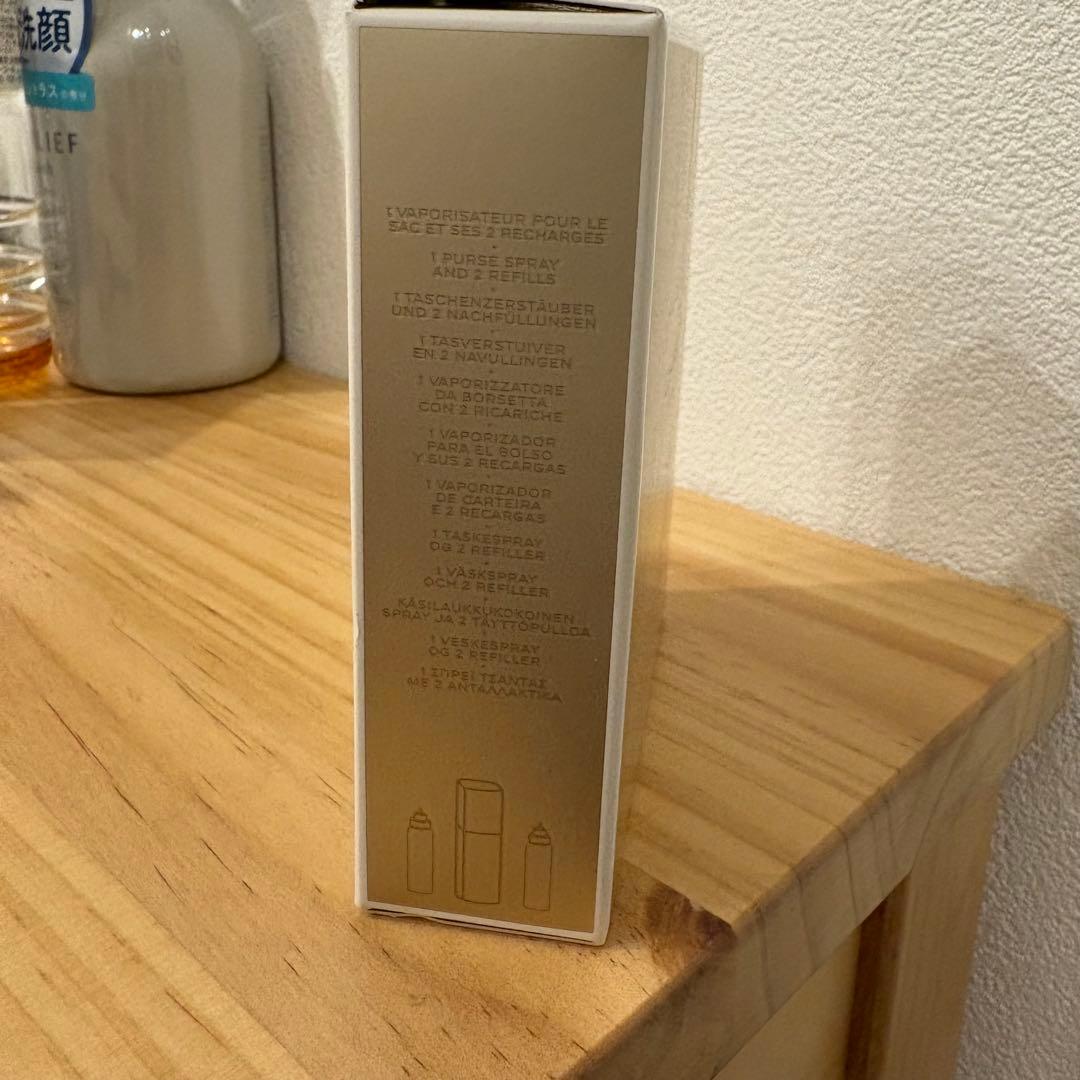 洗顔
LIEF
1 VAPORISATEUR POUR LE
SAC ET SES 2 RECHARGES
1 PURSE SPRAY
AND 2 REFILLS
1 TASCHENZERSTÄUBER
UND 2 NACHFÜLLUNGEN
1 TASVERSTUIVER
EN 2 NAVULLINGEN
1 VAPORIZZATORE
DA BORSETTA
CON 2 RICARICHE
1 VAPORIZADOR
PARA EL BOLSO
Y SUS 2 RECARGAS
1 VAPORIZADOR
DE CARTEIRA
E 2 RECARGAS
1 TASKESPRAY
OG 2 REFILLER
1 VÄSKSPRAY
OCH 2 REFILLER
KÄSILAUKKUKOKOINEN
SPRAY JA 2 TÄYTTÖPULLOA
1 VESKESPRAY
OG 2 REFILLER
1 ΣΠΡΕΪ ΤΣΑΝΤΑΣ
ΜΕ 2 ΑΝΤΑΛΛΑΚΤΙΚΑ